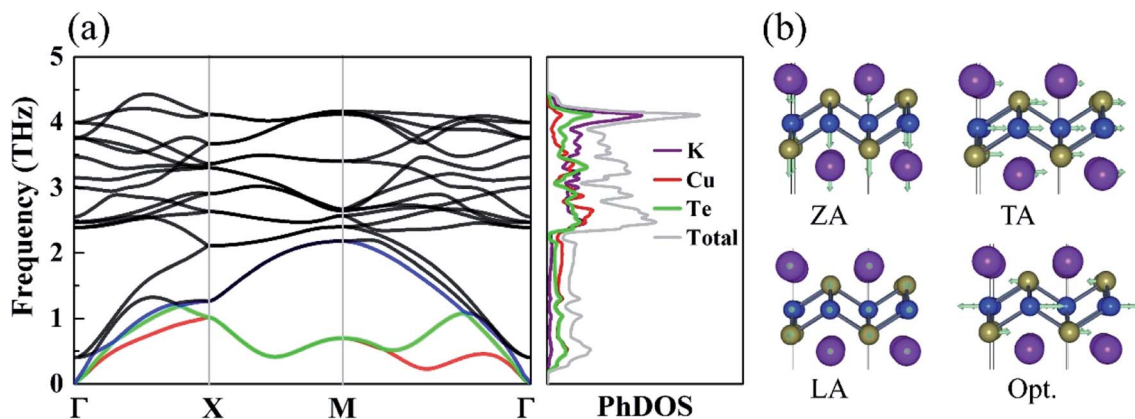 (a)
Frequency (THz)
5
4
3
2
1
0
Γ X M Γ
K
Cu
Te
Total
PhDOS
(b)
ZA TA
LA Opt.